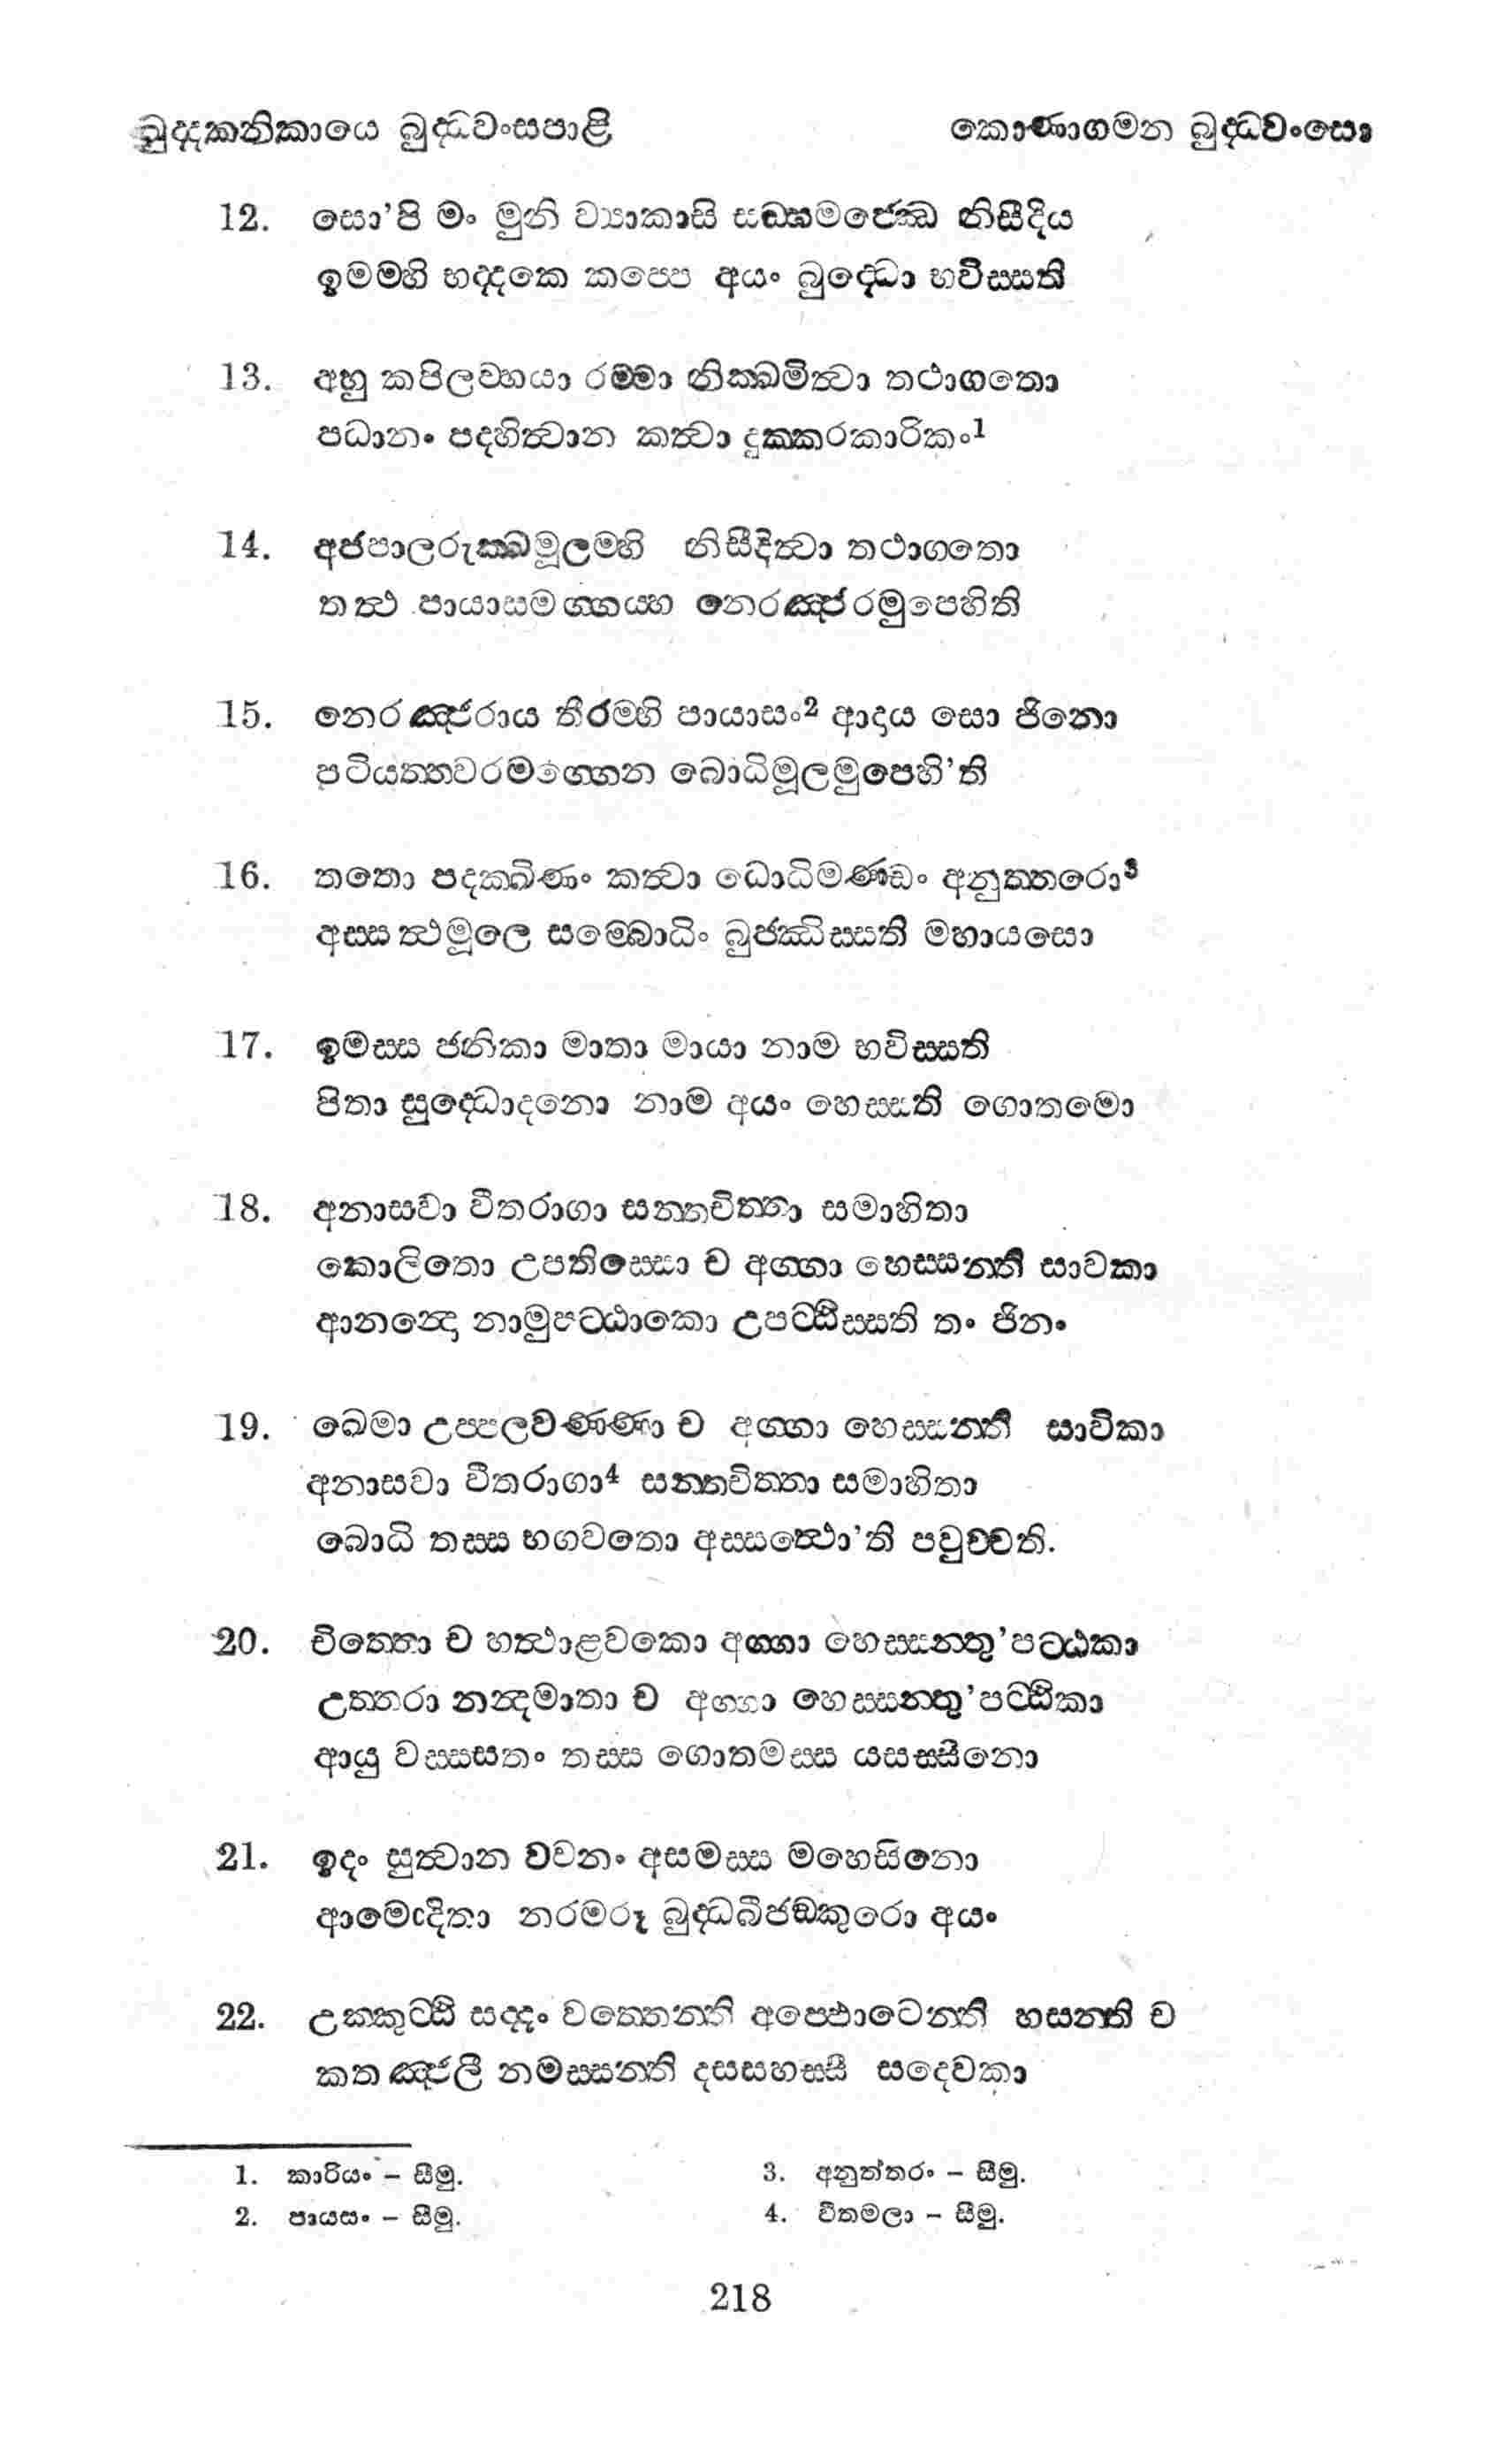 ඛුද්දකනිකායෙ බුද්ධවංසපාළි
කොණාගමන බුද්ධවංසො
12. සො’පි මං මුනි ව්‍යාකාසි සඞ්ඝමජ්ඣෙ නිසීදිය
ඉමම්හි භද්දකෙ කප්පෙ අයං බුද්ධො භවිස්සති
13. අහු කපිලව්හයා රම්මා නික්ඛමිත්වා තථාගතො
පධානං පදහිත්වාන කත්වා දුක්කරකාරිකං1
14. අජපාලරුක්ඛමූලම්හි නිසීදිත්වා තථාගතො
තත්ථ පායාසමග්ගය්හ නෙරඤ්ජරමුපෙහිති
15. නෙරඤ්ජරාය තීරම්හි පායාසං2 ආදාය සො ජිනො
පටියත්තවරමග්ගෙන බොධිමූලමුපෙහි’ති
16. තතො පදක්ඛිණං කත්වා ධොධිමණ්ඩං අනුත්තරො3
අස්සත්ථමූලෙ සම්බොධිං බුජ්ඣිස්සති මහායසො
17. ඉමස්ස ජනිකා මාතා මායා නාම භවිස්සති
පිතා සුද්ධොදනො නාම අයං හෙස්සති ගොතමො
18. අනාසවා වීතරාගා සන්තචිත්තා සමාහිතා
කොලිතො උපතිස්සො ච අග්ගා හෙස්සන්ති සාවකා
ආනන්දො නාමුපට්ඨාකො උපට්ඨිස්සති තං ජිනං
19. ඛෙමා උප්පලවණ්ණා ච අග්ගා හෙස්සන්ති සාවිකා
අනාසවා වීතරාගා4 සන්තචිත්තා සමාහිතා
බොධි තස්ස භගවතො අස්සත්ථො’ති පවුච්චති.
20. චිත්තො ච හත්ථාළවකො අග්ගා හෙස්සන්තු’පට්ඨකා
උත්තරා නන්දමාතා ච අග්ගා හෙස්සන්තු’පට්ඨිකා
ආයු වස්සසතං තස්ස ගොතමස්ස යසස්සිනො
21. ඉදං සුත්වාන වචනං අසමස්ස මහෙසිනො
ආමොදිතා නරමරූ බුද්ධබීජඞ්කුරො අයං
22. උක්කුට්ඨි සද්දං වත්තෙන්ති අප්ඵොටෙන්ති හසන්ති ච
කතඤ්ජලී නමස්සන්ති දසසහස්සී සදෙවකා
1. කාරියං – සීමු.
2. පායසං – සීමු.
3. අනුත්තරං – සීමු.
4. වීතමලා – සීමු.
218